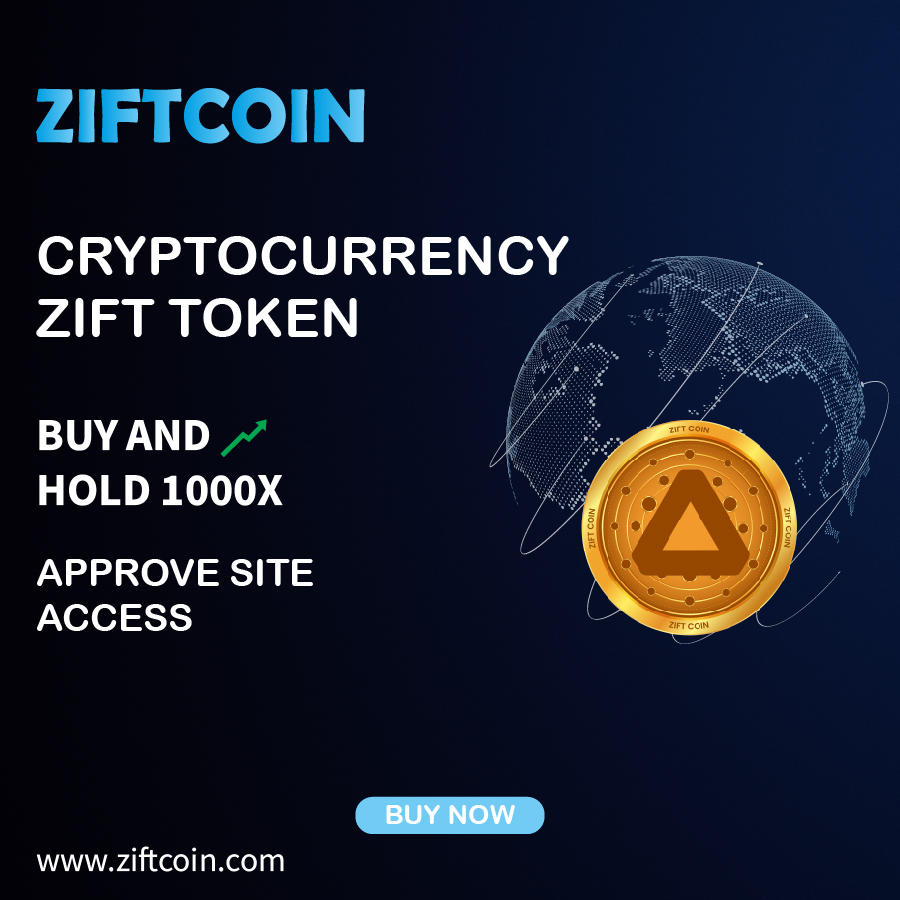 ZIFTCOIN
CRYPTOCURRENCY
ZIFT TOKEN
BUY AND
HOLD 1000X
APPROVE SITE
ACCESS
ZIFT COIN
ZIFT COIN
ZIFT COIN
ZIFT COIN
BUY NOW
www.ziftcoin.com